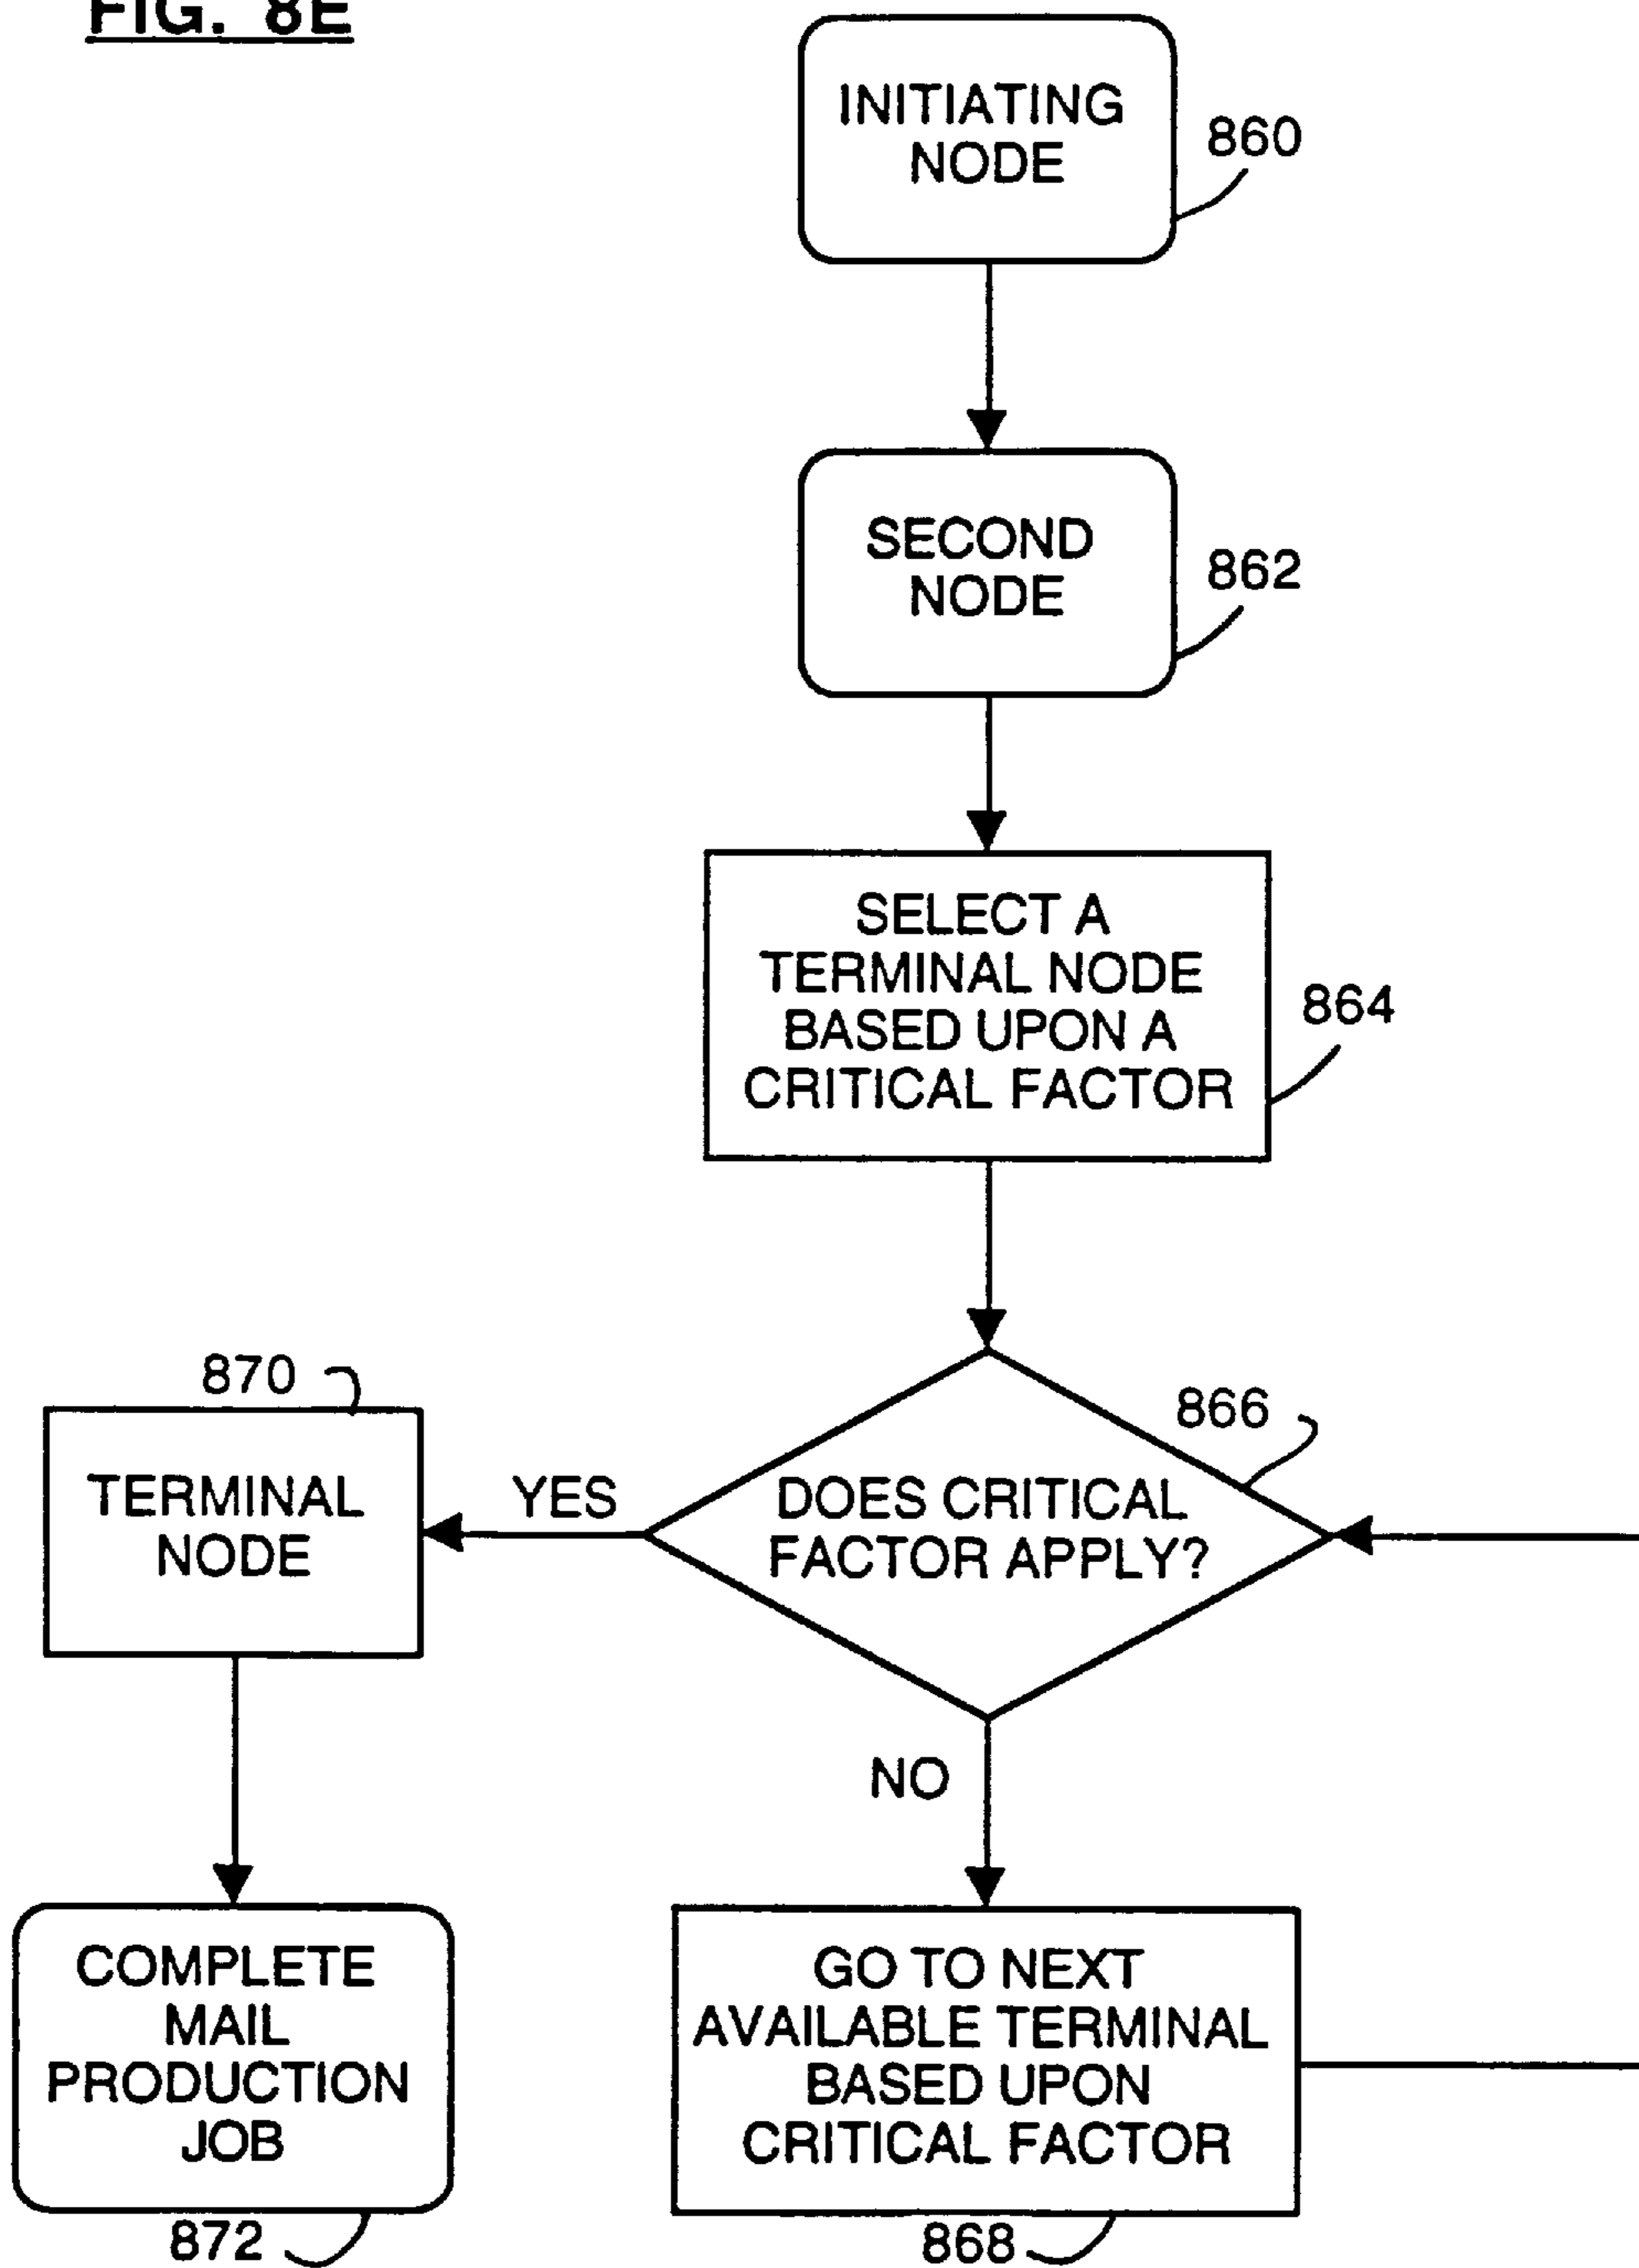 FIG. 8E
INITIATING
NODE
860
SECOND
NODE
862
SELECT A
TERMINAL NODE
BASED UPON A
CRITICAL FACTOR
864
870
866
TERMINAL
NODE
YES
DOES CRITICAL
FACTOR APPLY?
NO
COMPLETE
MAIL
PRODUCTION
JOB
872
GO TO NEXT
AVAILABLE TERMINAL
BASED UPON
CRITICAL FACTOR
868